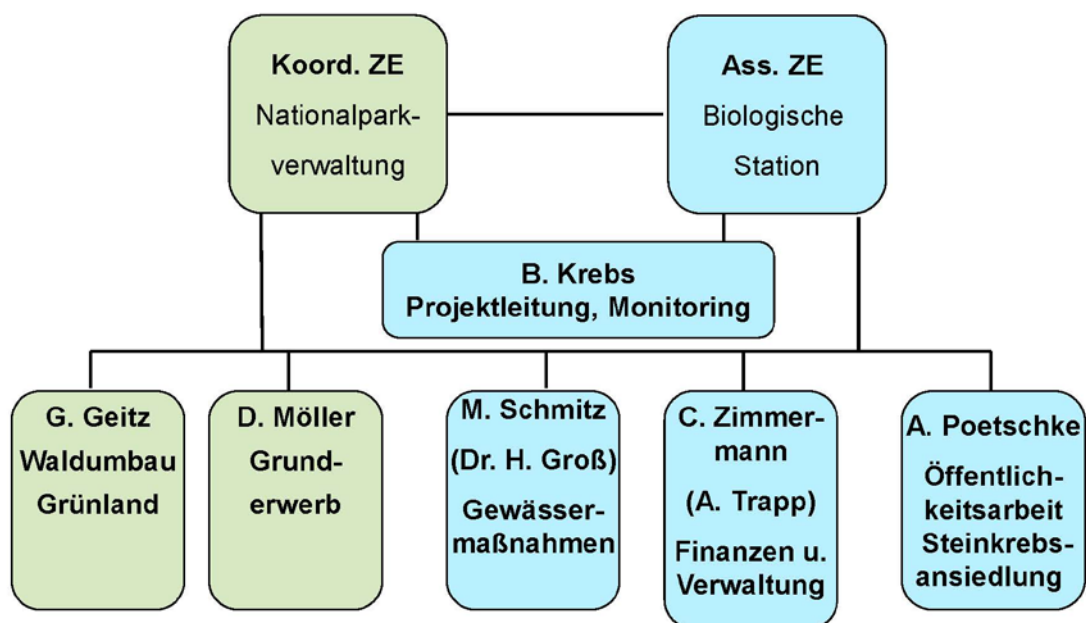 Koord. ZE
Nationalpark-
verwaltung
Ass. ZE
Biologische
Station
B. Krebs
Projektleitung, Monitoring
G. Geitz
Waldumbau
Grünland
D. Möller
Grund-
erwerb
M. Schmitz
(Dr. H. Groß)
Gewässer-
maßnahmen
C. Zimmer-
mann
(A. Trapp)
Finanzen u.
Verwaltung
A. Poetschke
Öffentlich-
keitsarbeit
Steinkrebs-
ansiedlung